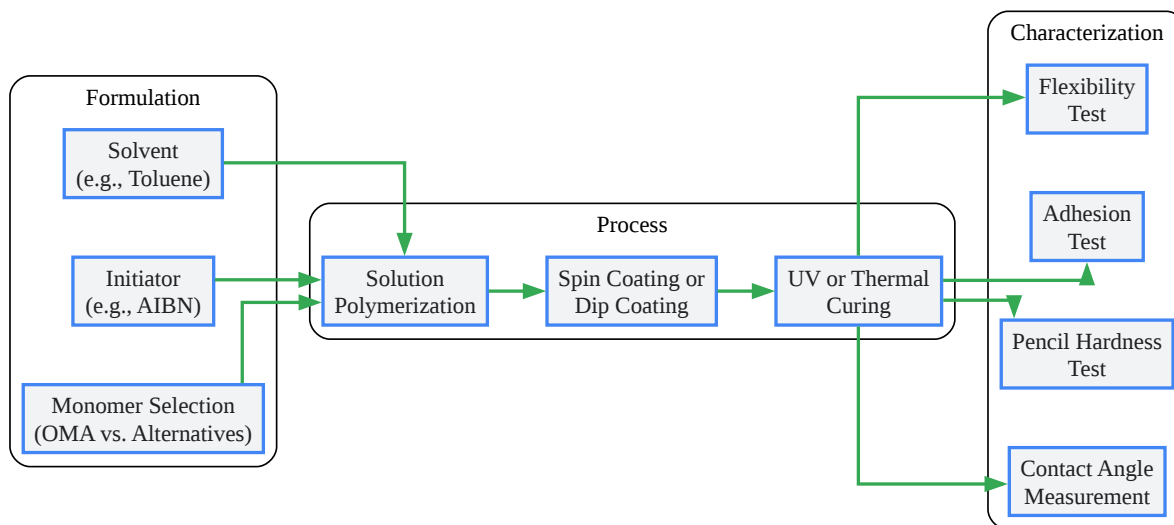 Formulation
Solvent
(e.g., Toluene)
Initiator
(e.g., AIBN)
Monomer Selection
(OMA vs. Alternatives)
Process
Solution
Polymerization
Spin Coating or
Dip Coating
UV or Thermal
Curing
Characterization
Flexibility
Test
Adhesion
Test
Pencil Hardness
Test
Contact Angle
Measurement